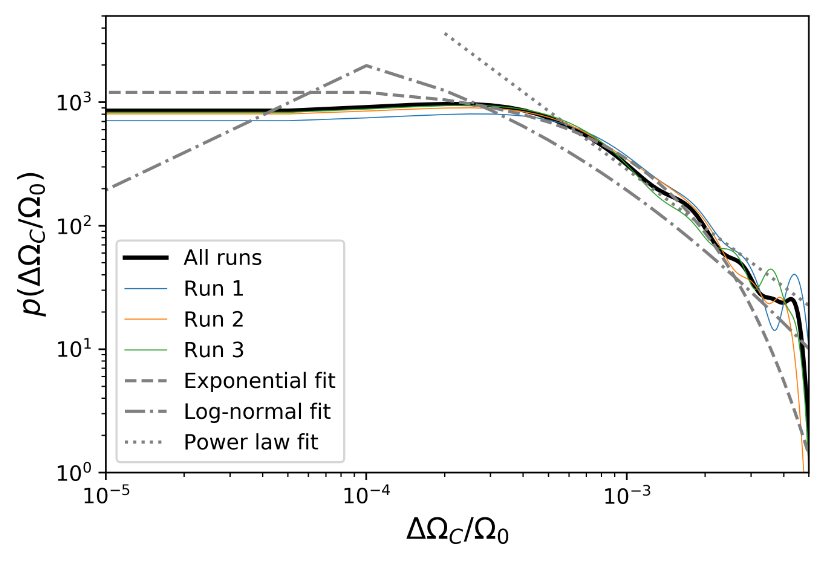 p(ΔΩ_C/Ω_0)
10^3
10^2
10^1
10^0
All runs
Run 1
Run 2
Run 3
Exponential fit
Log-normal fit
Power law fit
10^-5
10^-4
10^-3
ΔΩ_C/Ω_0